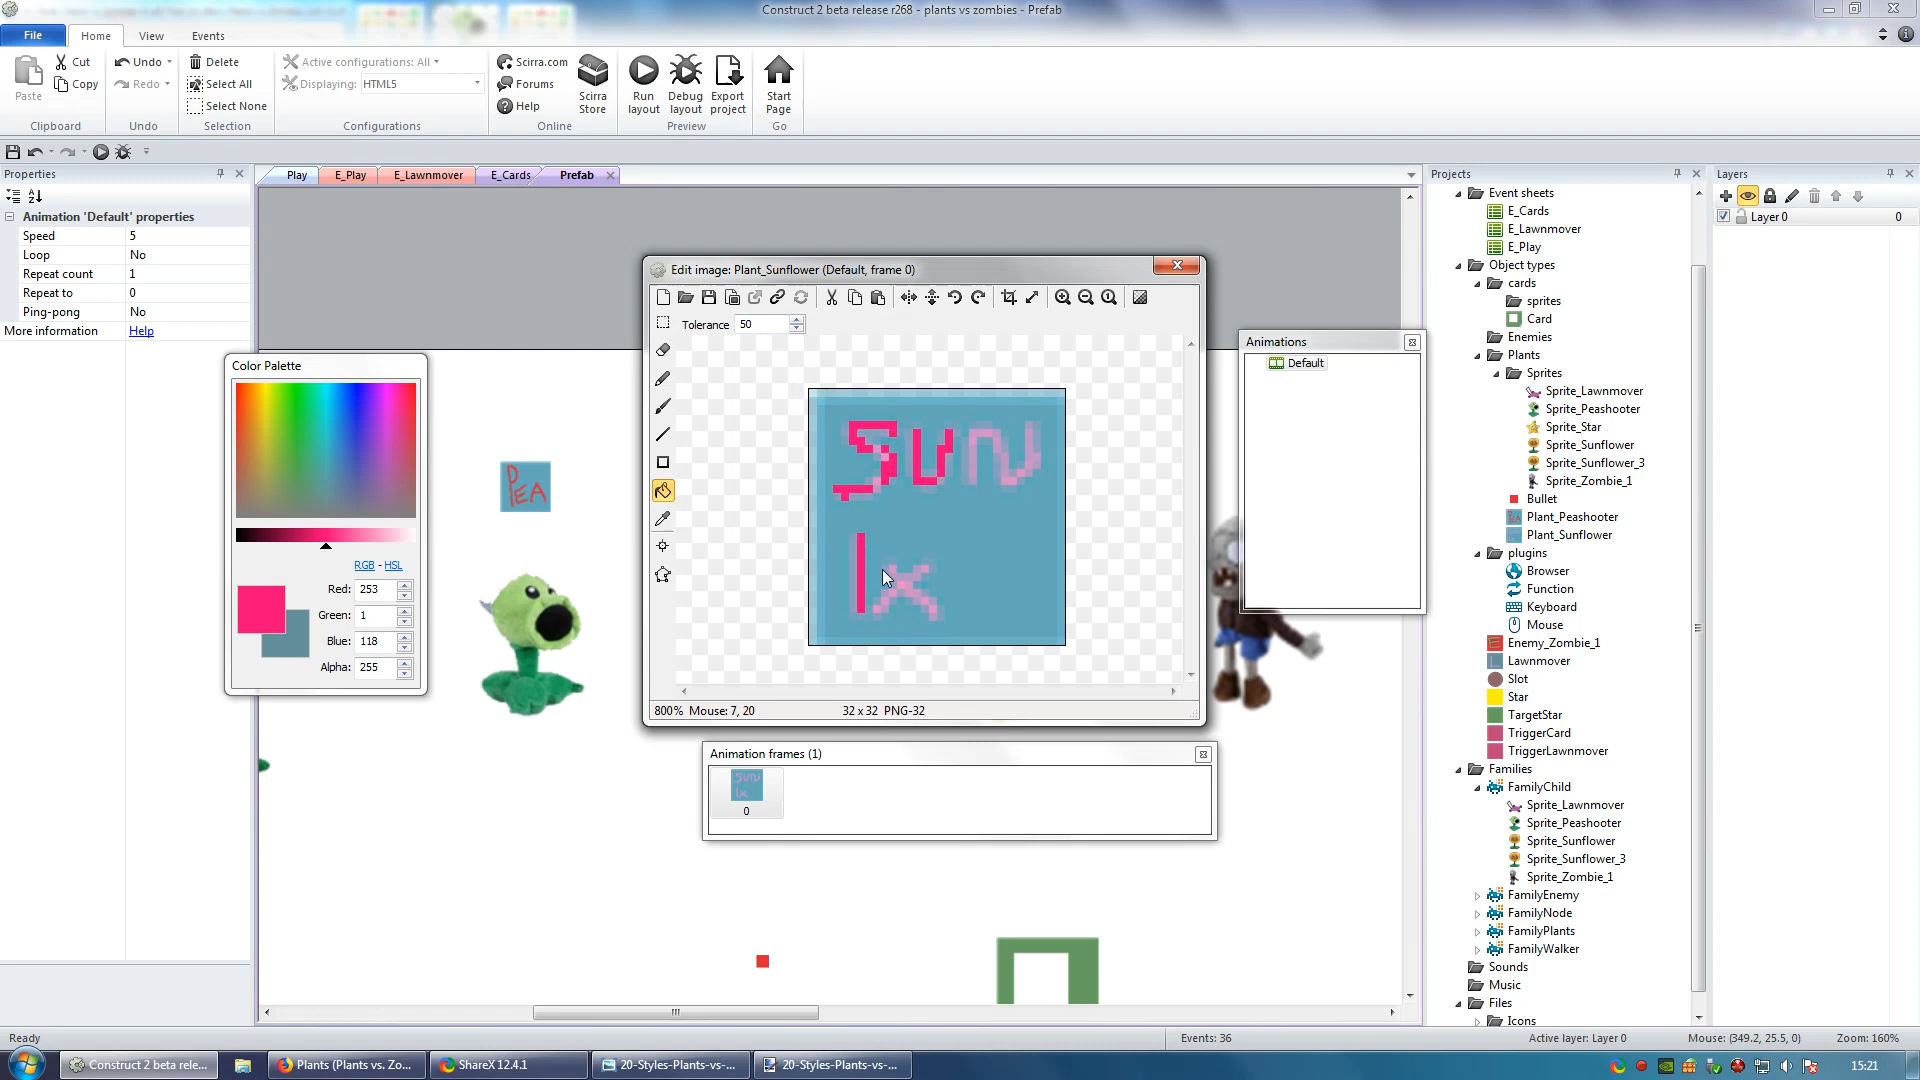 Construct 2 beta release r268 - plants vs zombies - Prefab
File
Home
View
Events
Paste
Cut
Copy
Clipboard
Undo
Redo
Undo
Delete
Select All
Select None
Selection
Active configurations: All
Displaying: HTML5
Configurations
Scirra.com
Forums
Help
Scirra Store
Online
Run layout
Debug layout
Export project
Preview
Start Page
Go
Properties
Animation 'Default' properties
Speed 5
Loop No
Repeat count 1
Repeat to 0
Ping-pong No
More information Help
Play
E_Play
E_Lawnmover
E_Cards
Prefab
Color Palette
RGB - HSL
Red: 253
Green: 1
Blue: 118
Alpha: 255
PEA
Edit image: Plant_Sunflower (Default, frame 0)
Tolerance 50
SUN
1x
800% Mouse: 7, 20 32 x 32 PNG-32
Animation frames (1)
0
Animations
Default
Projects
Event sheets
E_Cards
E_Lawnmover
E_Play
Object types
cards
sprites
Card
Enemies
Plants
Sprites
Sprite_Lawnmover
Sprite_Peashooter
Sprite_Star
Sprite_Sunflower
Sprite_Sunflower_3
Sprite_Zombie_1
Bullet
Plant_Peashooter
Plant_Sunflower
plugins
Browser
Function
Keyboard
Mouse
Enemy_Zombie_1
Lawnmover
Slot
Star
TargetStar
TriggerCard
TriggerLawnmover
Families
FamilyChild
Sprite_Lawnmover
Sprite_Peashooter
Sprite_Sunflower
Sprite_Sunflower_3
Sprite_Zombie_1
FamilyEnemy
FamilyNode
FamilyPlants
FamilyWalker
Sounds
Music
Files
Icons
Layers
Layer 0 0
Ready
Events: 36
Active layer: Layer 0
Mouse: (349.2, 25.5, 0)
Zoom: 160%
Construct 2 beta rele...
Plants (Plants vs. Zo...
ShareX 12.4.1
20-Styles-Plants-vs-...
20-Styles-Plants-vs-...
15:21